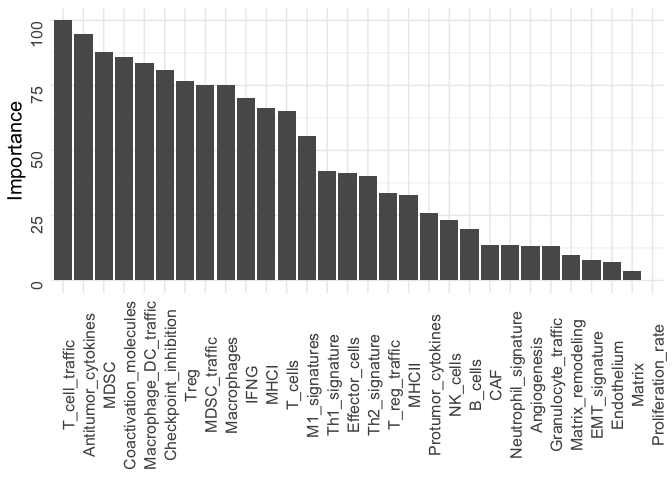 Importance
100
75
50
25
0
T_cell_traffic
Antitumor_cytokines
MDSC
Coactivation_molecules
Macrophage_DC_traffic
Checkpoint_inhibition
Treg
MDSC_traffic
Macrophages
IFNG
MHCI
T_cells
M1_signatures
Th1_signature
Effector_cells
Th2_signature
T_reg_traffic
MHCII
Protumor_cytokines
NK_cells
B_cells
CAF
Neutrophil_signature
Angiogenesis
Granulocyte_traffic
Matrix_remodeling
EMT_signature
Endothelium
Matrix
Proliferation_rate